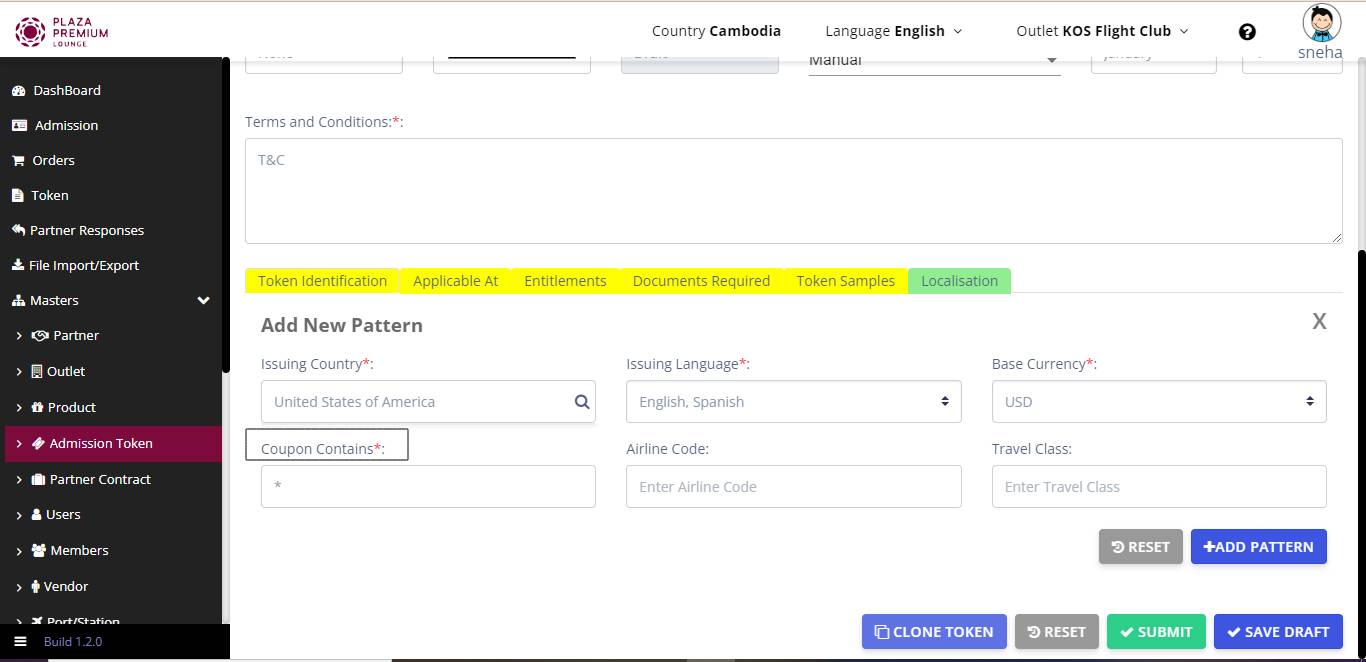 PLAZA
PREMIUM
LOUNGE
Country Cambodia
Language English
Outlet KOS Flight Club
?
sneha
DashBoard
Admission
Orders
Token
Partner Responses
File Import/Export
Masters
Partner
Outlet
Product
Admission Token
Partner Contract
Users
Members
Vendor
Port/Station
Build 1.2.0
Manual
January
Terms and Conditions:*:
T&C
Token Identification
Applicable At
Entitlements
Documents Required
Token Samples
Localisation
Add New Pattern
X
Issuing Country*:
Issuing Language*:
Base Currency*:
United States of America
English, Spanish
USD
Coupon Contains*:
Airline Code:
Travel Class:
*
Enter Airline Code
Enter Travel Class
RESET
+ADD PATTERN
CLONE TOKEN
RESET
SUBMIT
SAVE DRAFT